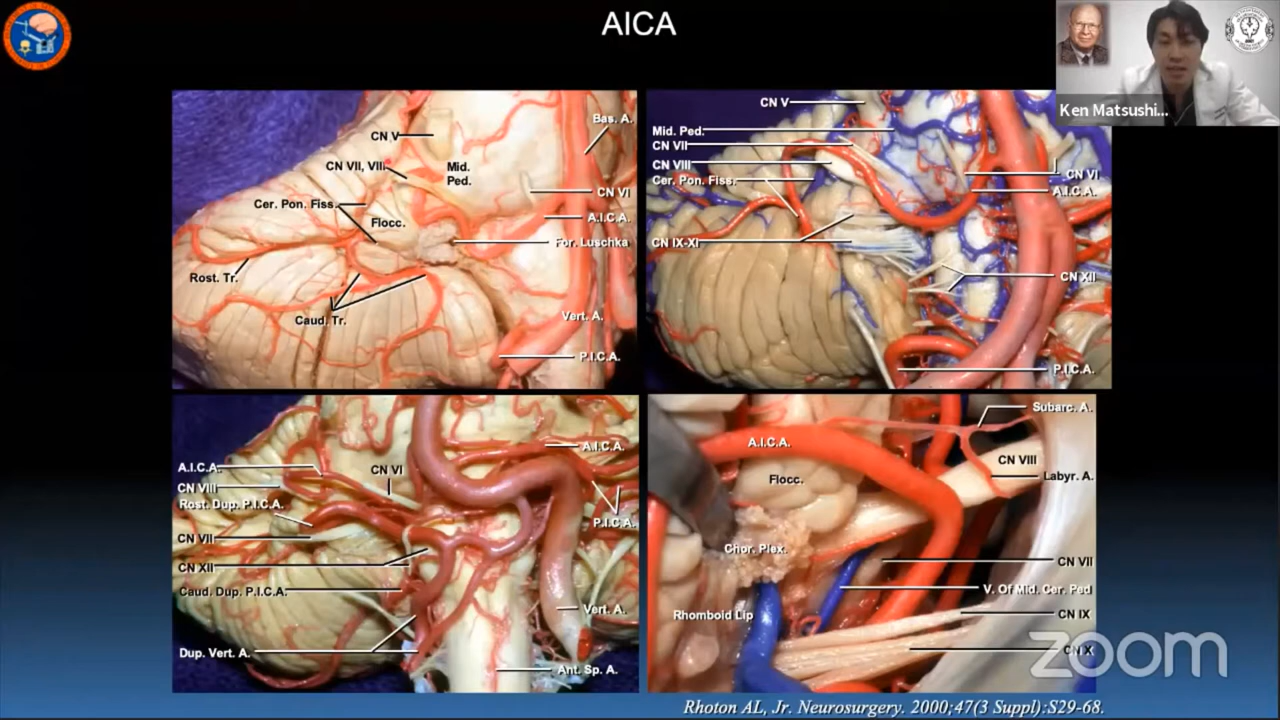 AICA
Ken Matsushi...
CN V
Bas. A.
CN VII, VIII
Mid.
Ped.
CN VI
Cer. Pon. Fiss.
A.I.C.A.
Flocc.
For. Luschka
Rost. Tr.
Caud. Tr.
Vert. A.
P.I.C.A.
CN V
Mid. Ped.
CN VII
CN VIII
Cer. Pon. Fiss.
CN VI
A.I.C.A.
CN IX-XI
CN XII
P.I.C.A.
A.I.C.A.
A.I.C.A.
CN VI
CN VIII
Rost. Dup. P.I.C.A.
P.I.C.A.
CN VII
CN XII
Caud. Dup. P.I.C.A.
Vert. A.
Dup. Vert. A.
Ant. Sp. A.
Subarc. A.
A.I.C.A.
CN VIII
Labyr. A.
Flocc.
Chor. Plex.
CN VII
V. Of Mid. Cer. Ped
Rhomboid Lip
CN IX
CN X
zoom
Rhoton AL, Jr. Neurosurgery. 2000;47(3 Suppl):S29-68.